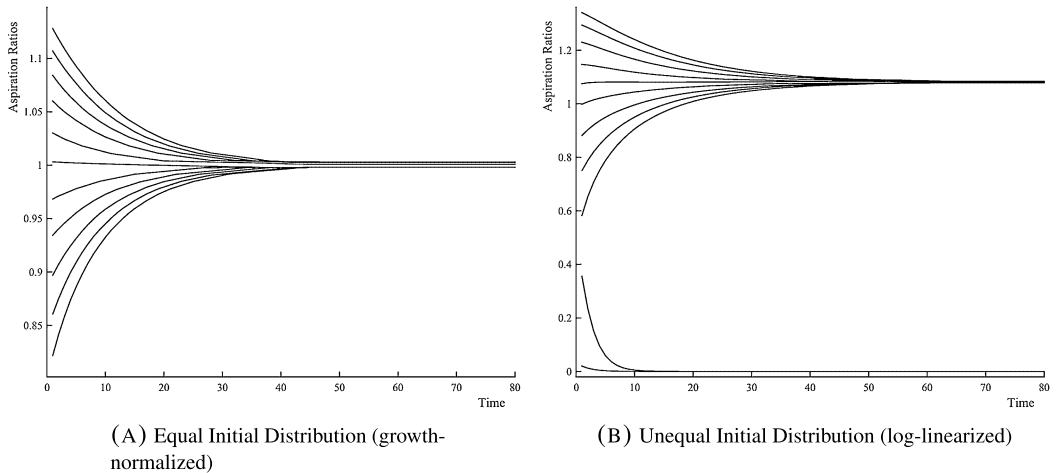 Aspiration Ratios
1.1
1.05
1
0.95
0.9
0.85
0 10 20 30 40 50 60 70 80
Time
(A) Equal Initial Distribution (growth-
normalized)
Aspiration Ratios
1.2
1
0.8
0.6
0.4
0.2
0
0 10 20 30 40 50 60 70 80
Time
(B) Unequal Initial Distribution (log-linearized)